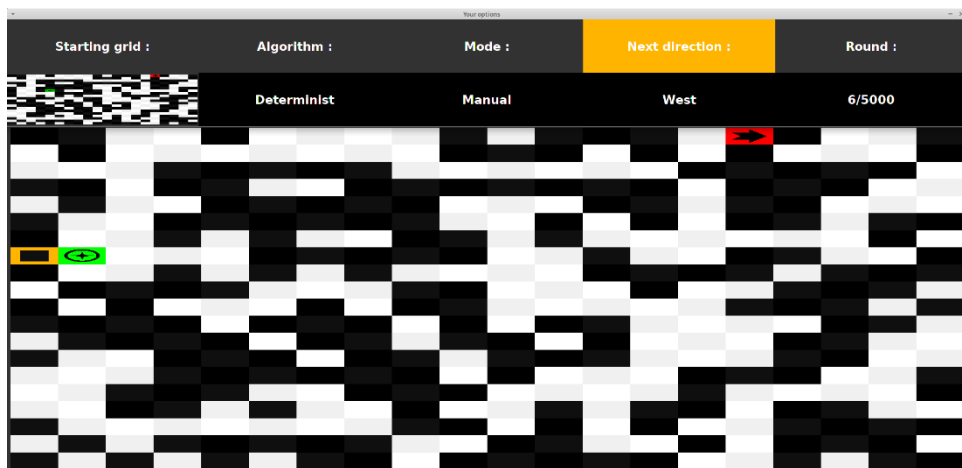 Your options
Starting grid : Algorithm : Mode : Next direction : Round :
Determinist Manual West 6/5000